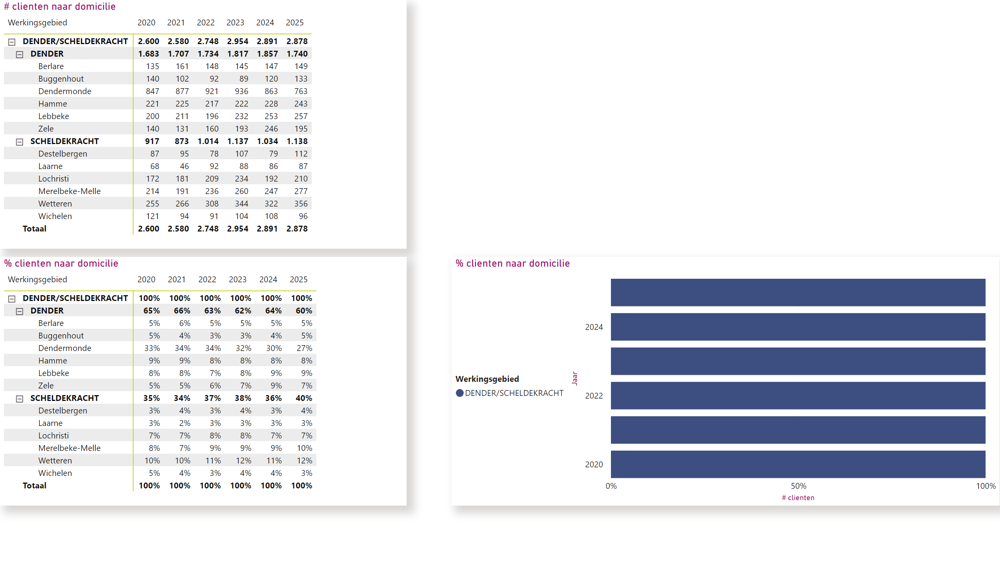 # clienten naar domicilie
Werkingsgebied 2020 2021 2022 2023 2024 2025
DENDER/SCHELDEKRACHT 2.600 2.580 2.748 2.954 2.891 2.878
DENDER 1.683 1.707 1.734 1.817 1.857 1.740
Berlare 135 161 148 145 147 149
Buggenhout 140 102 92 89 120 133
Dendermonde 847 877 921 936 863 763
Hamme 221 225 217 222 228 243
Lebbeke 200 211 196 232 253 257
Zele 140 131 160 193 246 195
SCHELDEKRACHT 917 873 1.014 1.137 1.034 1.138
Destelbergen 87 95 78 107 79 112
Laarne 68 46 92 88 86 87
Lochristi 172 181 209 234 192 210
Merelbeke-Melle 214 191 236 260 247 277
Wetteren 255 266 308 344 322 356
Wichelen 121 94 91 104 108 96
Totaal 2.600 2.580 2.748 2.954 2.891 2.878
% clienten naar domicilie
Werkingsgebied 2020 2021 2022 2023 2024 2025
DENDER/SCHELDEKRACHT 100% 100% 100% 100% 100% 100%
DENDER 65% 66% 63% 62% 64% 60%
Berlare 5% 6% 5% 5% 5% 5%
Buggenhout 5% 4% 3% 3% 4% 5%
Dendermonde 33% 34% 34% 32% 30% 27%
Hamme 9% 9% 8% 8% 8% 8%
Lebbeke 8% 8% 7% 8% 9% 9%
Zele 5% 5% 6% 7% 9% 7%
SCHELDEKRACHT 35% 34% 37% 38% 36% 40%
Destelbergen 3% 4% 3% 4% 3% 4%
Laarne 3% 2% 3% 3% 3% 3%
Lochristi 7% 7% 8% 8% 7% 7%
Merelbeke-Melle 8% 7% 9% 9% 9% 10%
Wetteren 10% 10% 11% 12% 11% 12%
Wichelen 5% 4% 3% 4% 4% 3%
Totaal 100% 100% 100% 100% 100% 100%
% clienten naar domicilie
Werkingsgebied
DENDER/SCHELDEKRACHT
Jaar
2024
2022
2020
0% 50% 100%
# clienten